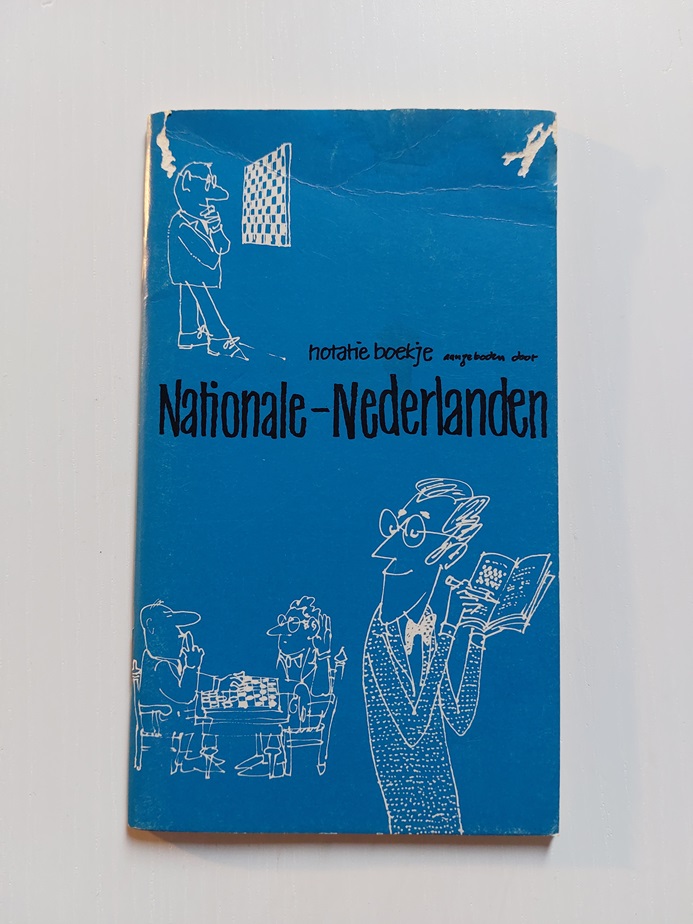 notatie boekje aangeboden door
Nationale-Nederlanden